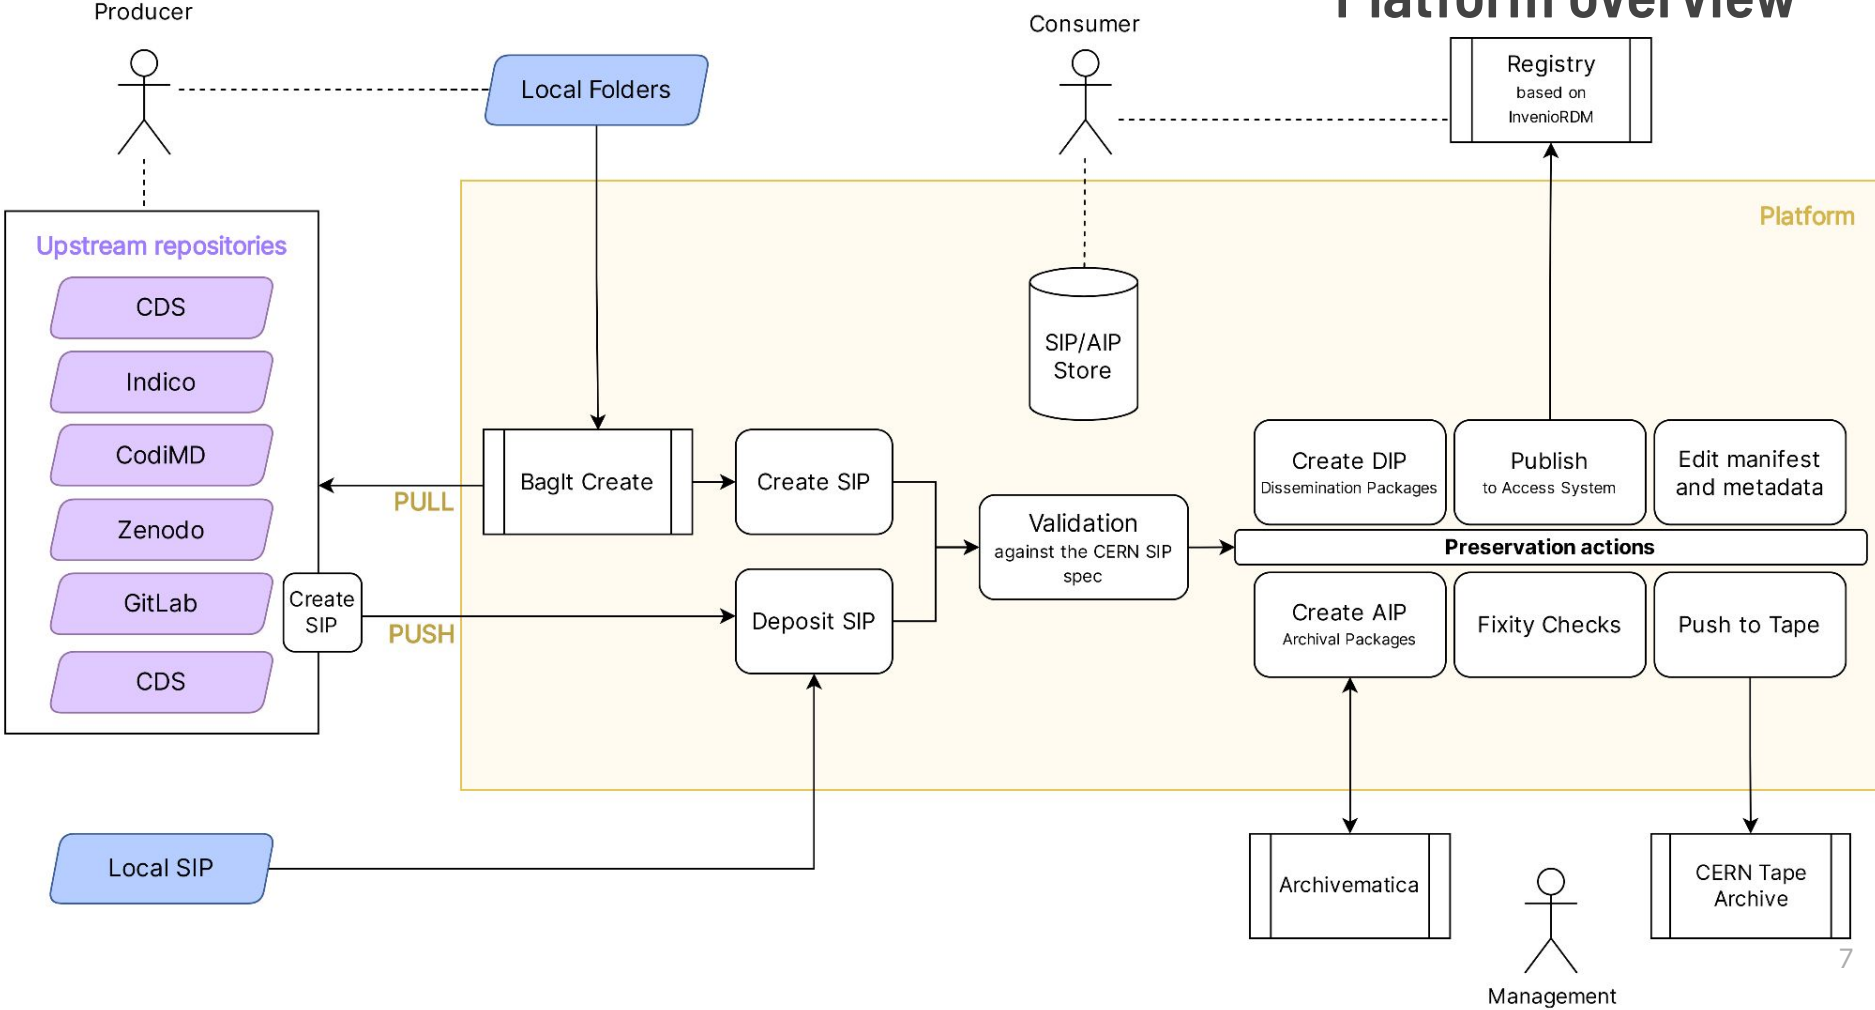 Platform overview
Producer
Consumer
Local Folders
Registry
based on
InvenioRDM
Platform
Upstream repositories
CDS
Indico
CodiMD
Zenodo
GitLab
CDS
Create
SIP
PULL
PUSH
SIP/AIP
Store
BagIt Create
Create SIP
Deposit SIP
Validation
against the CERN SIP
spec
Create DIP
Dissemination Packages
Publish
to Access System
Edit manifest
and metadata
Preservation actions
Create AIP
Archival Packages
Fixity Checks
Push to Tape
Local SIP
Archivematica
CERN Tape
Archive
Management
7